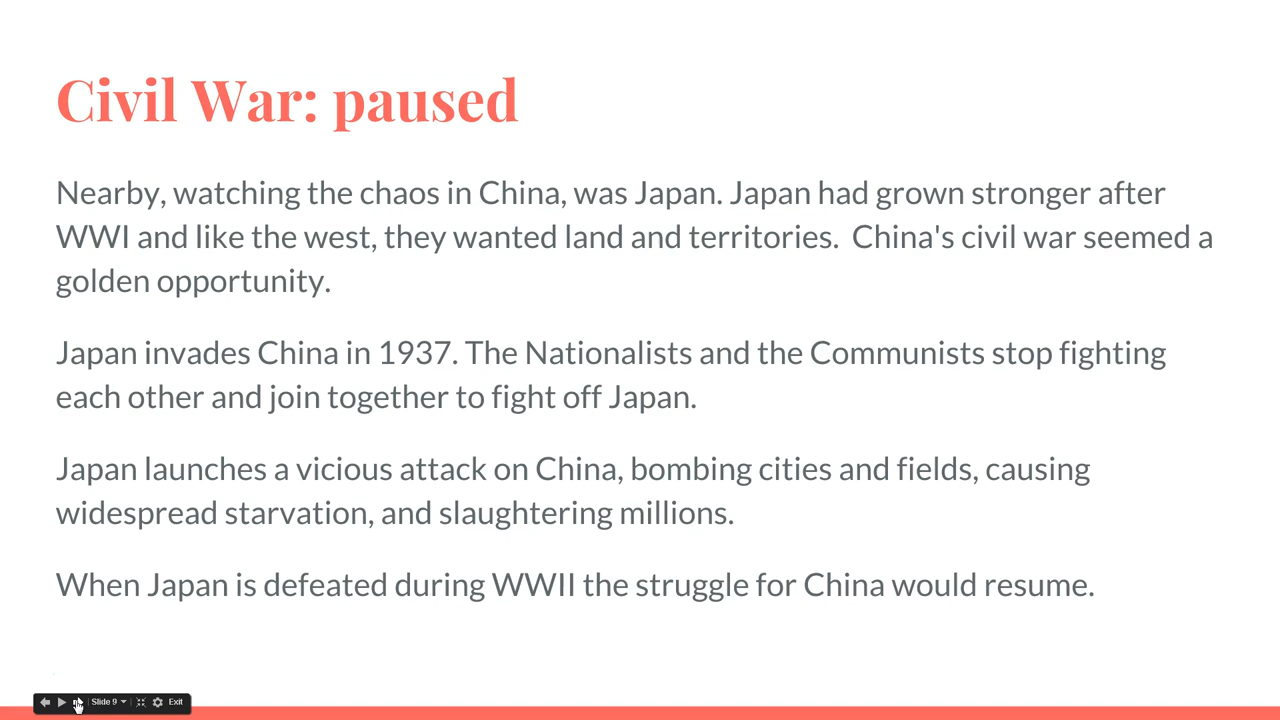 Civil War: paused
Nearby, watching the chaos in China, was Japan. Japan had grown stronger after
WWI and like the west, they wanted land and territories.  China's civil war seemed a
golden opportunity.
Japan invades China in 1937. The Nationalists and the Communists stop fighting
each other and join together to fight off Japan.
Japan launches a vicious attack on China, bombing cities and fields, causing
widespread starvation, and slaughtering millions.
When Japan is defeated during WWII the struggle for China would resume.
Slide 9 Exit